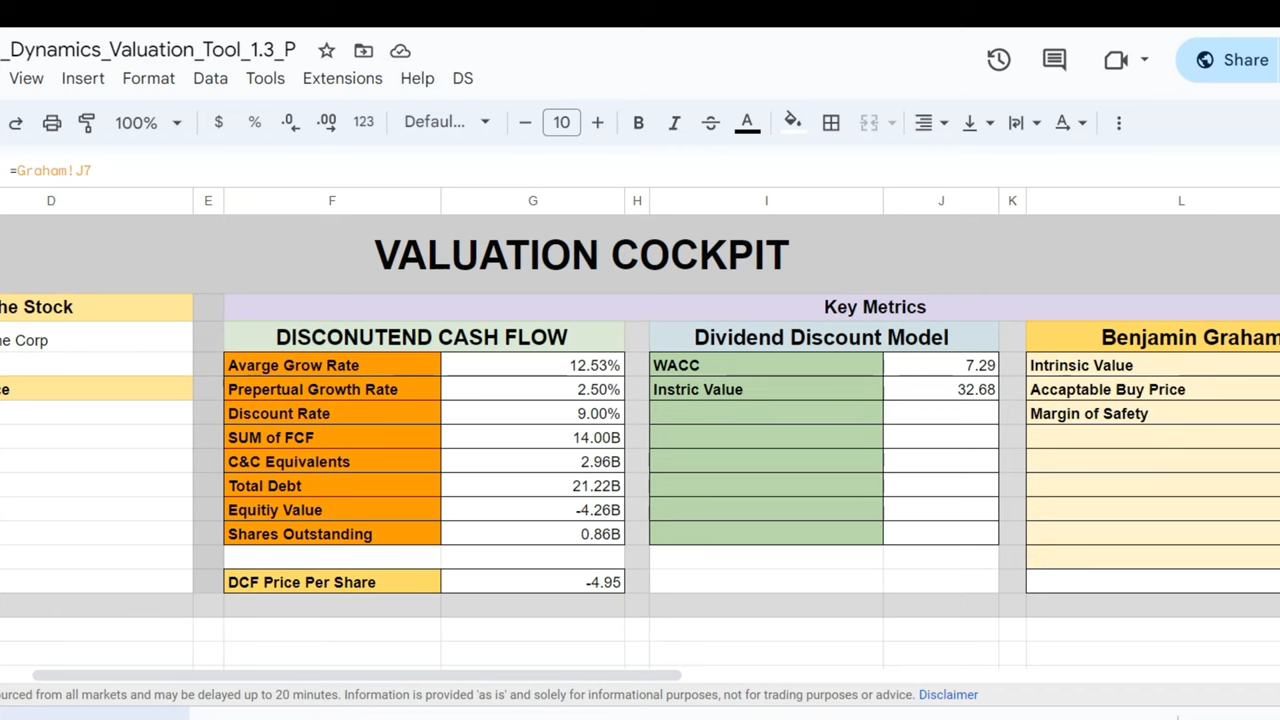 _Dynamics_Valuation_Tool_1.3_P
Share
View Insert Format Data Tools Extensions Help DS
100% $ % .0 .00 123 Defaul... 10 B I A A
=Graham!J7
D E F G H I J K L
VALUATION COCKPIT
he Stock Key Metrics
ne Corp DISCONUTEND CASH FLOW Dividend Discount Model Benjamin Graham
Avarge Grow Rate 12.53% WACC 7.29 Intrinsic Value
e Prepertual Growth Rate 2.50% Instric Value 32.68 Accaptable Buy Price
Discount Rate 9.00% Margin of Safety
SUM of FCF 14.00B
C&C Equivalents 2.96B
Total Debt 21.22B
Equitiy Value -4.26B
Shares Outstanding 0.86B
DCF Price Per Share -4.95
ourced from all markets and may be delayed up to 20 minutes. Information is provided 'as is' and solely for informational purposes, not for trading purposes or advice. Disclaimer